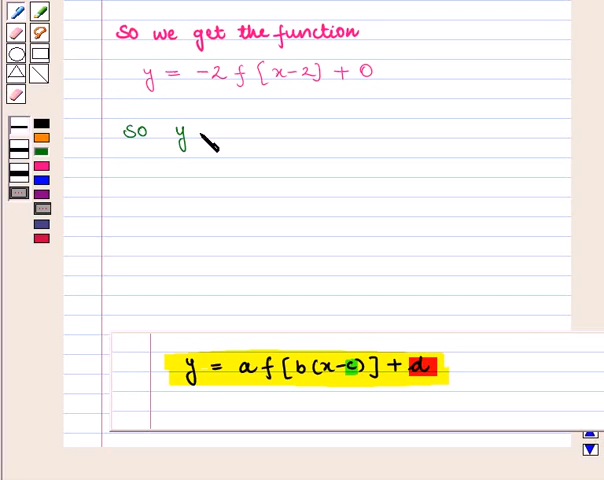 So we get the function
y = -2 f [x-2] + 0
So y
y = a f [b(x-c)] + d